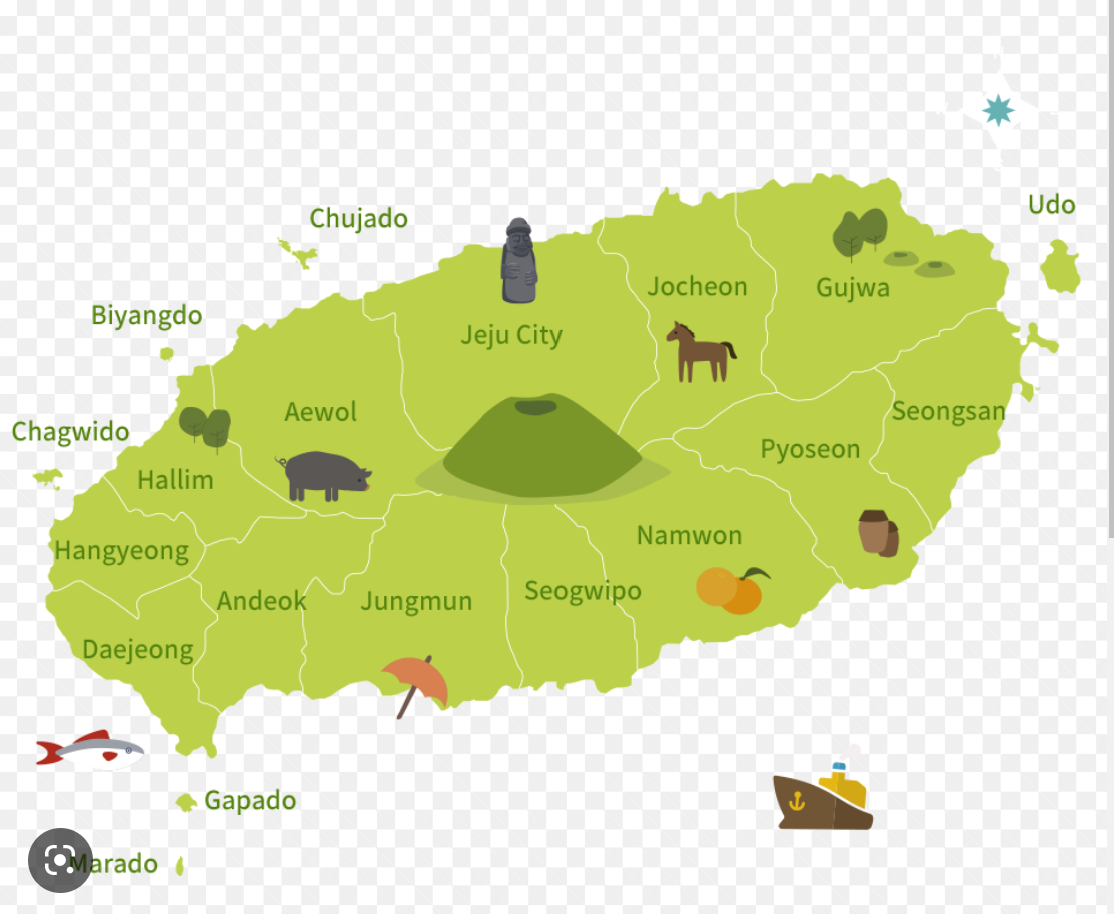 Udo
Chujado
Jocheon
Gujwa
Biyangdo
Jeju City
Aewol
Seongsan
Chagwido
Pyoseon
Hallim
Namwon
Hangyeong
Seogwipo
Andeok
Jungmun
Daejeong
Gapado
Marado